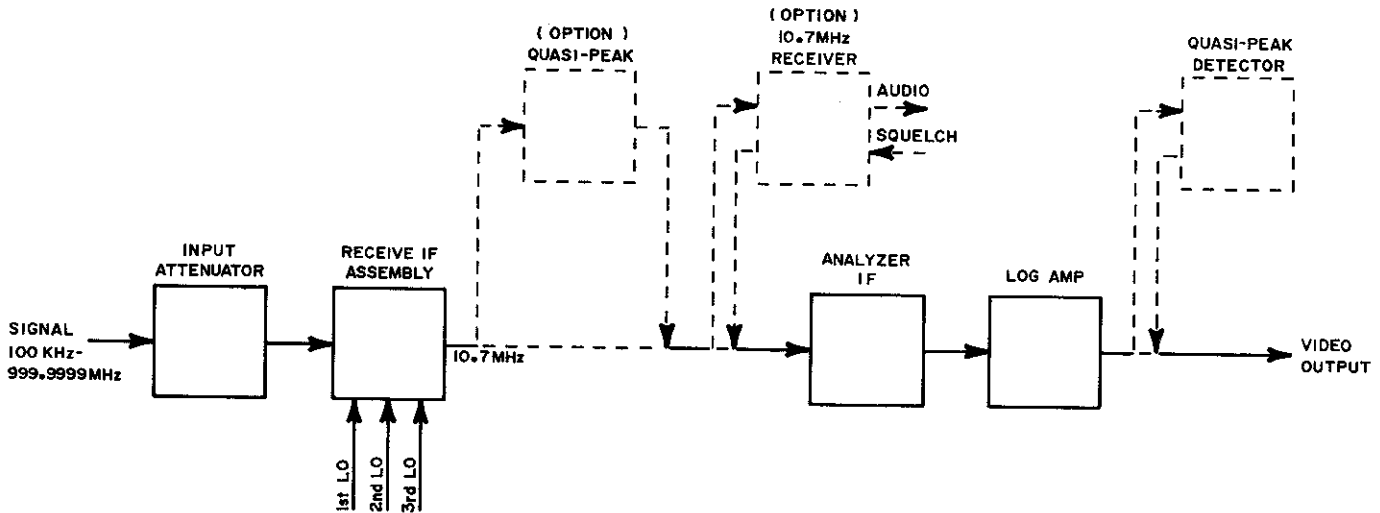 ( OPTION )
QUASI-PEAK
( OPTION )
10.7MHz
RECEIVER
AUDIO
SQUELCH
QUASI-PEAK
DETECTOR
INPUT
ATTENUATOR
RECEIVE IF
ASSEMBLY
ANALYZER
IF
LOG AMP
SIGNAL
100 KHz-
999.9999MHz
10.7MHz
VIDEO
OUTPUT
1st LO
2nd LO
3rd LO